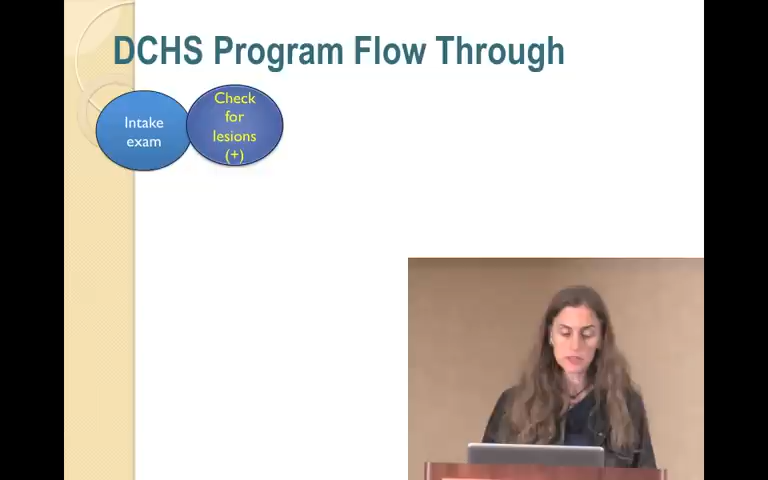 DCHS Program Flow Through
Intake
exam
Check
for
lesions
(+)